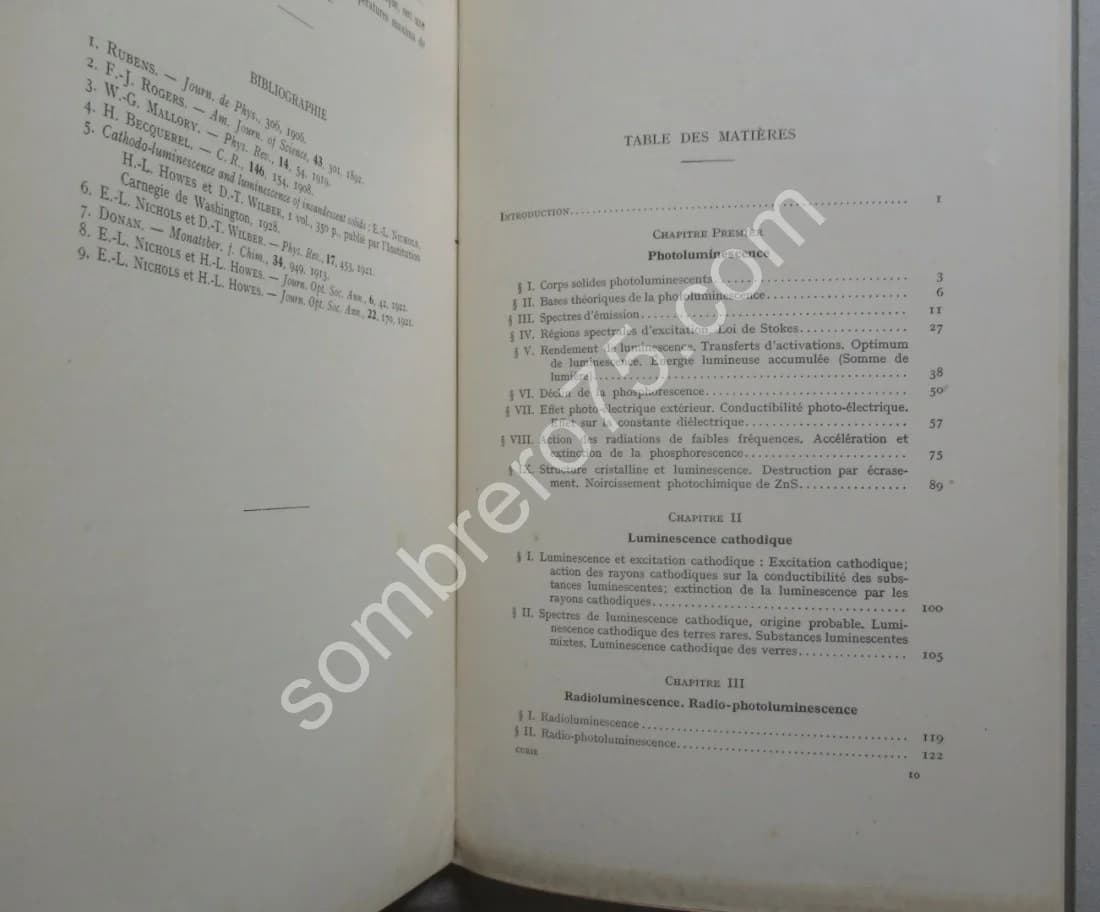 que, est une
pératures maxima de
BIBLIOGRAPHIE
1. RUBENS. — Journ. de Phys., 306, 1906.
2. F.-J. ROGERS. — Am. Journ. of Science, 43, 301, 1892.
3. W.-G. MALLORY. — Phys. Rev., 14, 54, 1919.
4. H. BECQUEREL. — C. R., 146, 154, 1908.
5. Cathodo-luminescence and luminescence of incandescent solids : E.-L. NICHOLS,
H.-L. HOWES et D.-T. WILBER, 1 vol., 350 p., publié par l'Institution
Carnegie de Washington, 1928.
6. E.-L. NICHOLS et D.-T. WILBER. — Phys. Rev., 17, 453, 1921.
7. DONAN. — Monatsber. f. Chim., 34, 949, 1913.
8. E.-L. NICHOLS et H.-L. HOWES. — Journ. Opt. Soc. Ann., 6, 42, 1921.
9. E.-L. NICHOLS et H.-L. HOWES. — Journ. Opt. Soc. Ann., 22, 170, 1921.
TABLE DES MATIÈRES
INTRODUCTION.......... 1
CHAPITRE PREMIER
Photoluminescence
§ I. Corps solides photoluminescents.......... 3
§ II. Bases théoriques de la photoluminescence.......... 6
§ III. Spectres d'émission.......... 11
§ IV. Régions spectrales d'excitation. Loi de Stokes.......... 27
§ V. Rendement de luminescence. Transferts d'activations. Optimum
de luminescence. Energie lumineuse accumulée (Somme de
lumière).......... 38
§ VI. Déclin de la phosphorescence.......... 50
§ VII. Effet photo-électrique extérieur. Conductibilité photo-électrique.
Effet sur la constante diélectrique.......... 57
§ VIII. Action des radiations de faibles fréquences. Accélération et
extinction de la phosphorescence.......... 75
§ IX. Structure cristalline et luminescence. Destruction par écrase-
ment. Noircissement photochimique de ZnS.......... 89
CHAPITRE II
Luminescence cathodique
§ I. Luminescence et excitation cathodique : Excitation cathodique;
action des rayons cathodiques sur la conductibilité des subs-
tances luminescentes; extinction de la luminescence par les
rayons cathodiques.......... 100
§ II. Spectres de luminescence cathodique, origine probable. Lumi-
nescence cathodique des terres rares. Substances luminescentes
mixtes. Luminescence cathodique des verres.......... 105
CHAPITRE III
Radioluminescence. Radio-photoluminescence
§ I. Radioluminescence.......... 119
§ II. Radio-photoluminescence.......... 122
CURIE
10
sombrero75.com